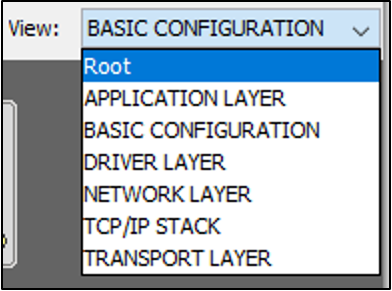 View: BASIC CONFIGURATION
Root
APPLICATION LAYER
BASIC CONFIGURATION
DRIVER LAYER
NETWORK LAYER
TCP/IP STACK
TRANSPORT LAYER